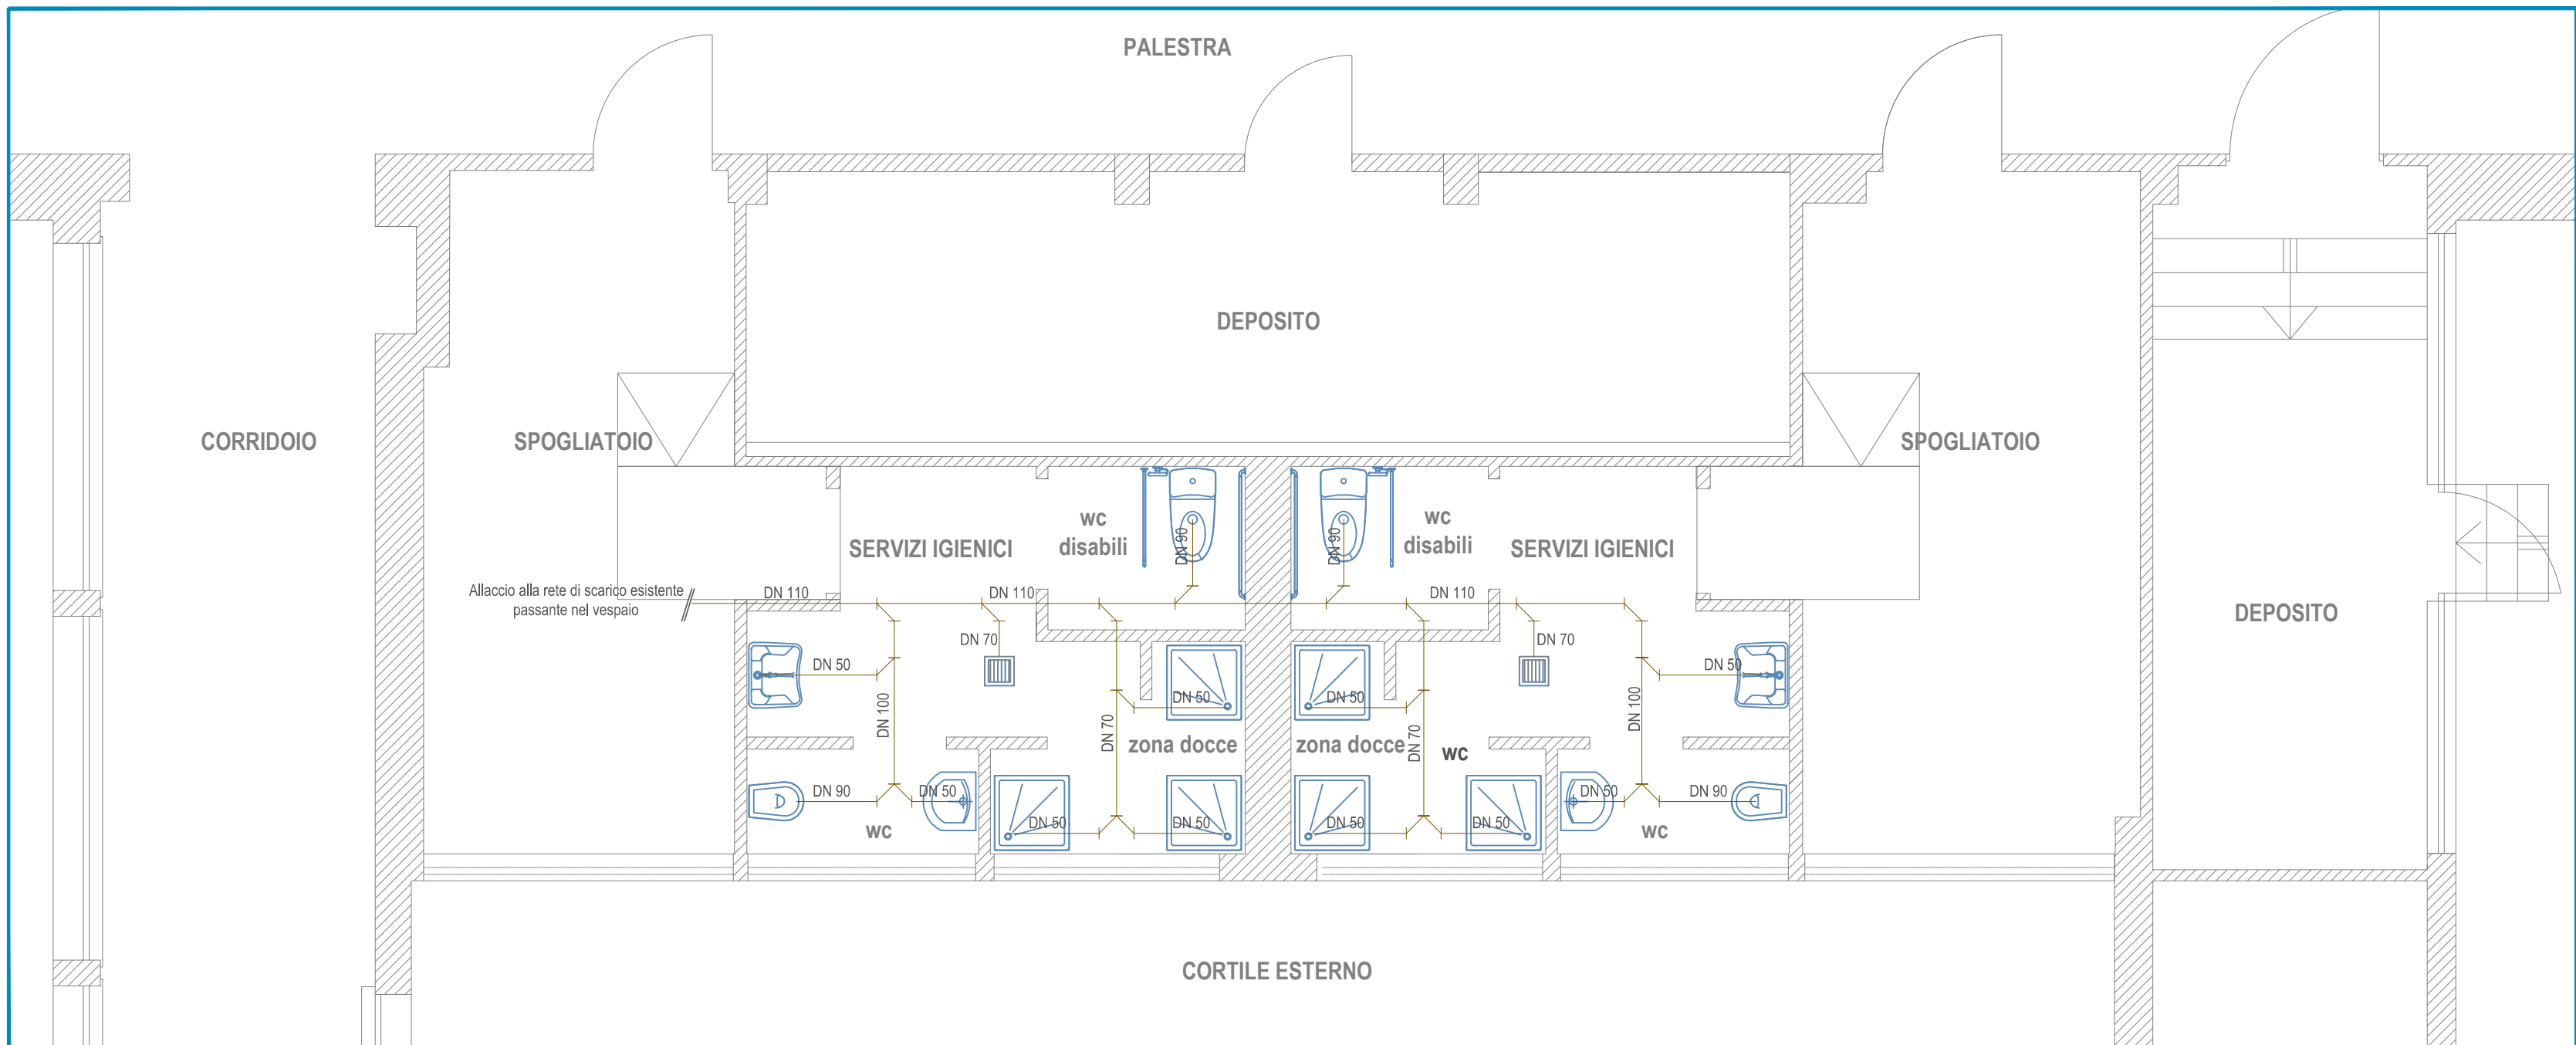 PALESTRA
DEPOSITO
CORRIDOIO
SPOGLIATOIO
SPOGLIATOIO
wc
disabili
wc
disabili
SERVIZI IGIENICI
SERVIZI IGIENICI
DN 90
DN 90
Allaccio alla rete di scarico esistente
passante nel vespaio
DN 110
DN 110
DN 110
DEPOSITO
DN 70
DN 70
DN 50
DN 50
DN 50
DN 50
DN 100
DN 70
DN 70
DN 100
zona docce
zona docce
wc
DN 90
DN 50
DN 50
DN 90
wc
DN 50
DN 50
DN 50
DN 50
wc
CORTILE ESTERNO